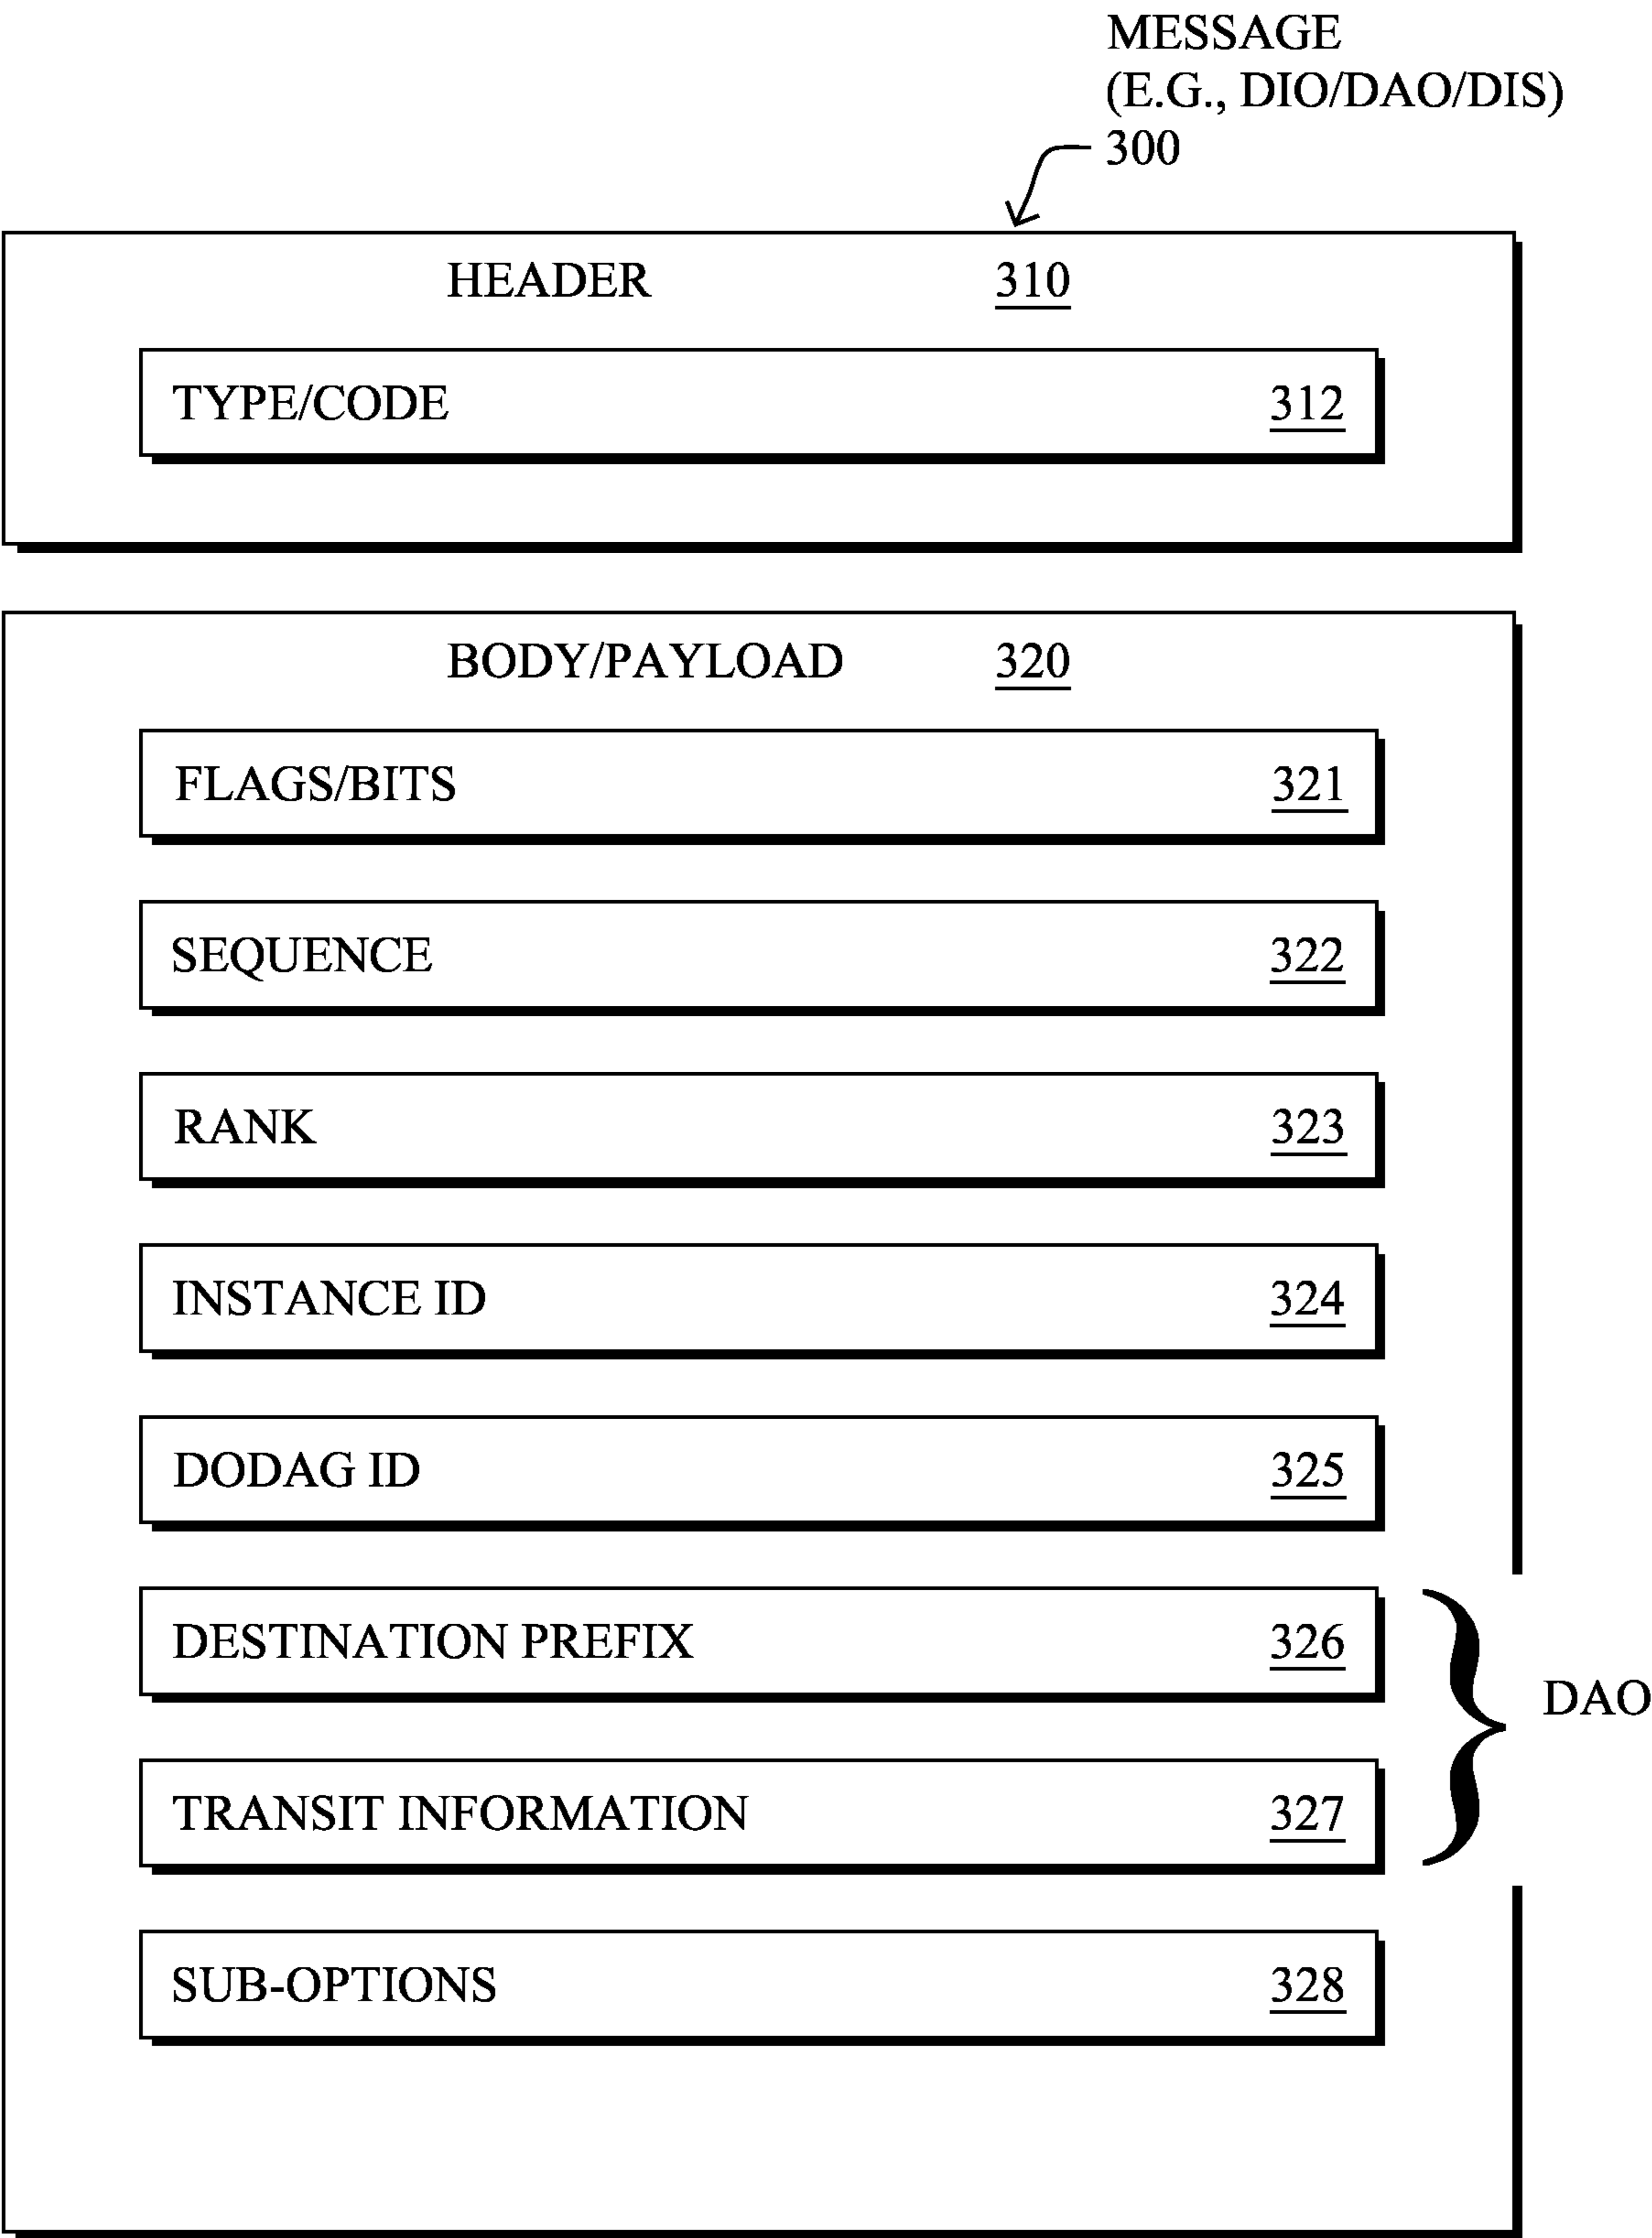 MESSAGE
(E.G., DIO/DAO/DIS)
300
HEADER 310
TYPE/CODE 312
BODY/PAYLOAD 320
FLAGS/BITS 321
SEQUENCE 322
RANK 323
INSTANCE ID 324
DODAG ID 325
DESTINATION PREFIX 326
DAO
TRANSIT INFORMATION 327
SUB-OPTIONS 328